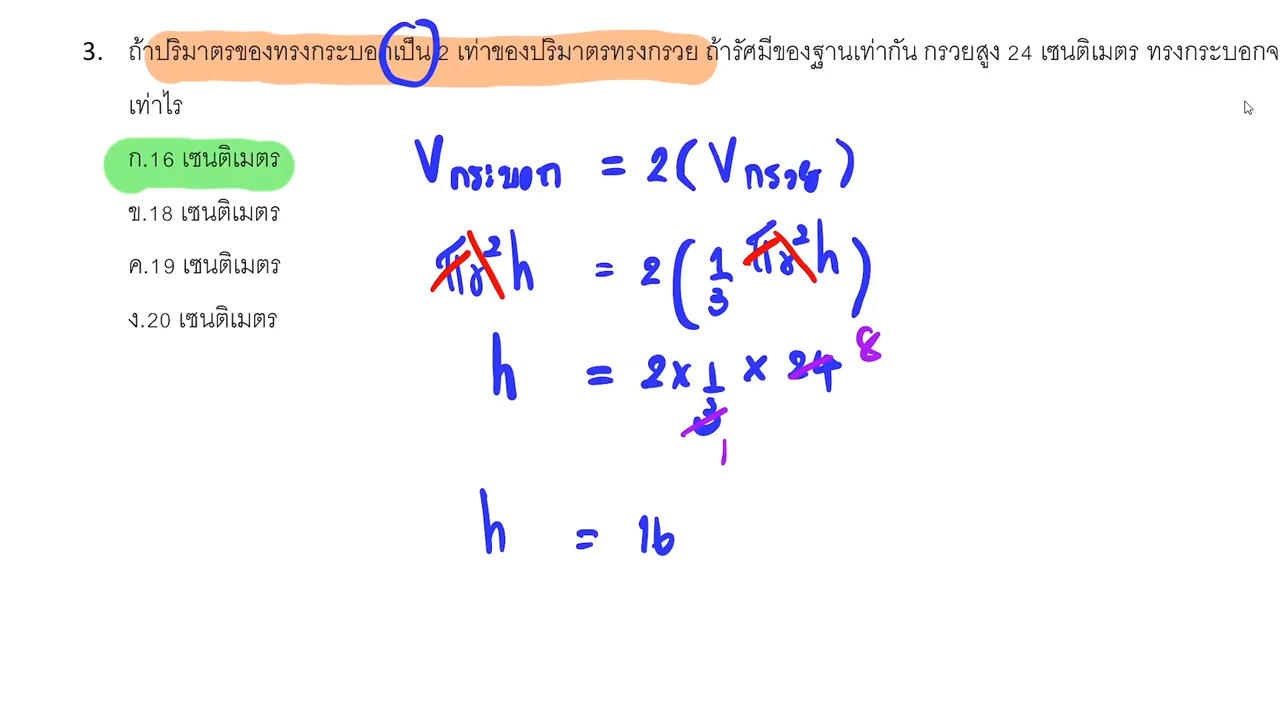 3. ถ้าปริมาตรของทรงกระบอกเป็น 2 เท่าของปริมาตรทรงกรวย ถ้ารัศมีของฐานเท่ากัน กรวยสูง 24 เซนติเมตร ทรงกระบอกจ
เท่าไร
ก.16 เซนติเมตร
ข.18 เซนติเมตร
ค.19 เซนติเมตร
ง.20 เซนติเมตร
Vกระบอก = 2(Vกรวย)
πr²h = 2(1/3 πr²h)
h = 2 × 1/3 × 24 8
1
h = 16